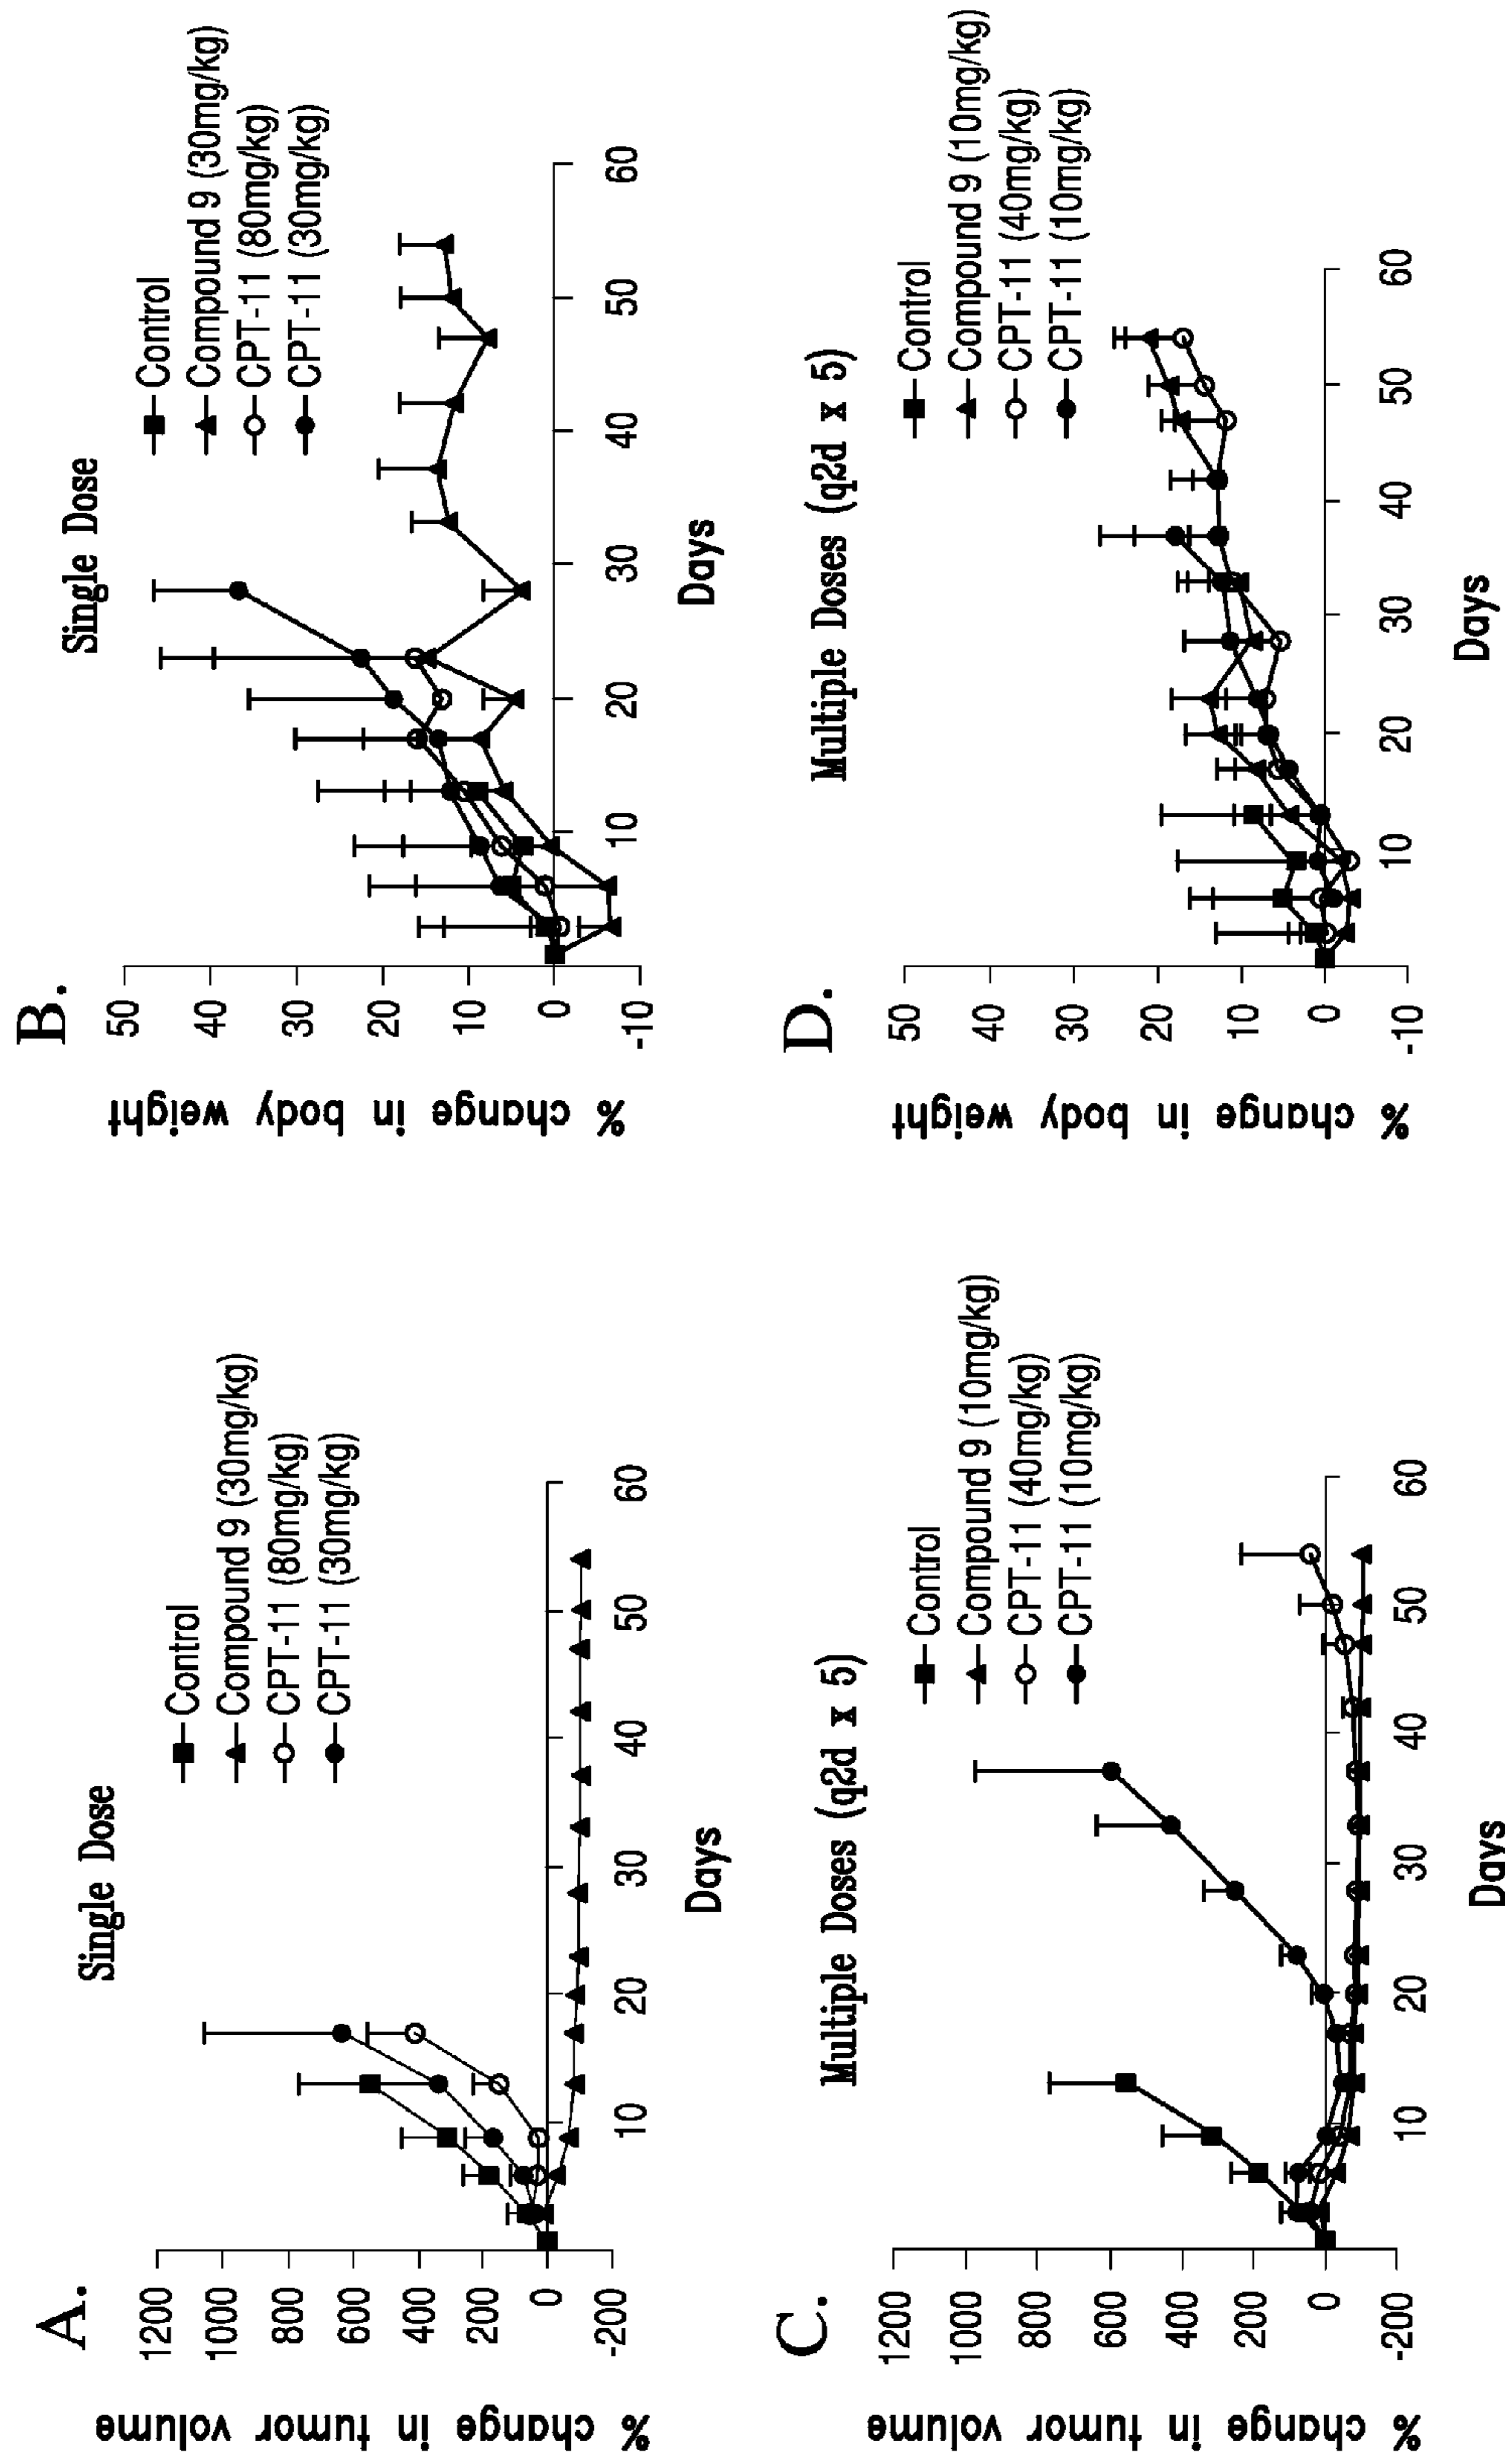 A.
Single Dose
Control
Compound 9 (30mg/kg)
CPT-11 (80mg/kg)
CPT-11 (30mg/kg)
% change in tumor volume
1200
1000
800
600
400
200
0
-200
10
20
30
40
50
60
Days
B.
Single Dose
Control
Compound 9 (30mg/kg)
CPT-11 (80mg/kg)
CPT-11 (30mg/kg)
% change in body weight
50
40
30
20
10
0
-10
10
20
30
40
50
60
Days
C.
Multiple Doses (q2d x 5)
Control
Compound 9 (10mg/kg)
CPT-11 (40mg/kg)
CPT-11 (10mg/kg)
% change in tumor volume
1200
1000
800
600
400
200
0
-200
10
20
30
40
50
60
Days
D.
Multiple Doses (q2d x 5)
Control
Compound 9 (10mg/kg)
CPT-11 (40mg/kg)
CPT-11 (10mg/kg)
% change in body weight
50
40
30
20
10
0
-10
10
20
30
40
50
60
Days